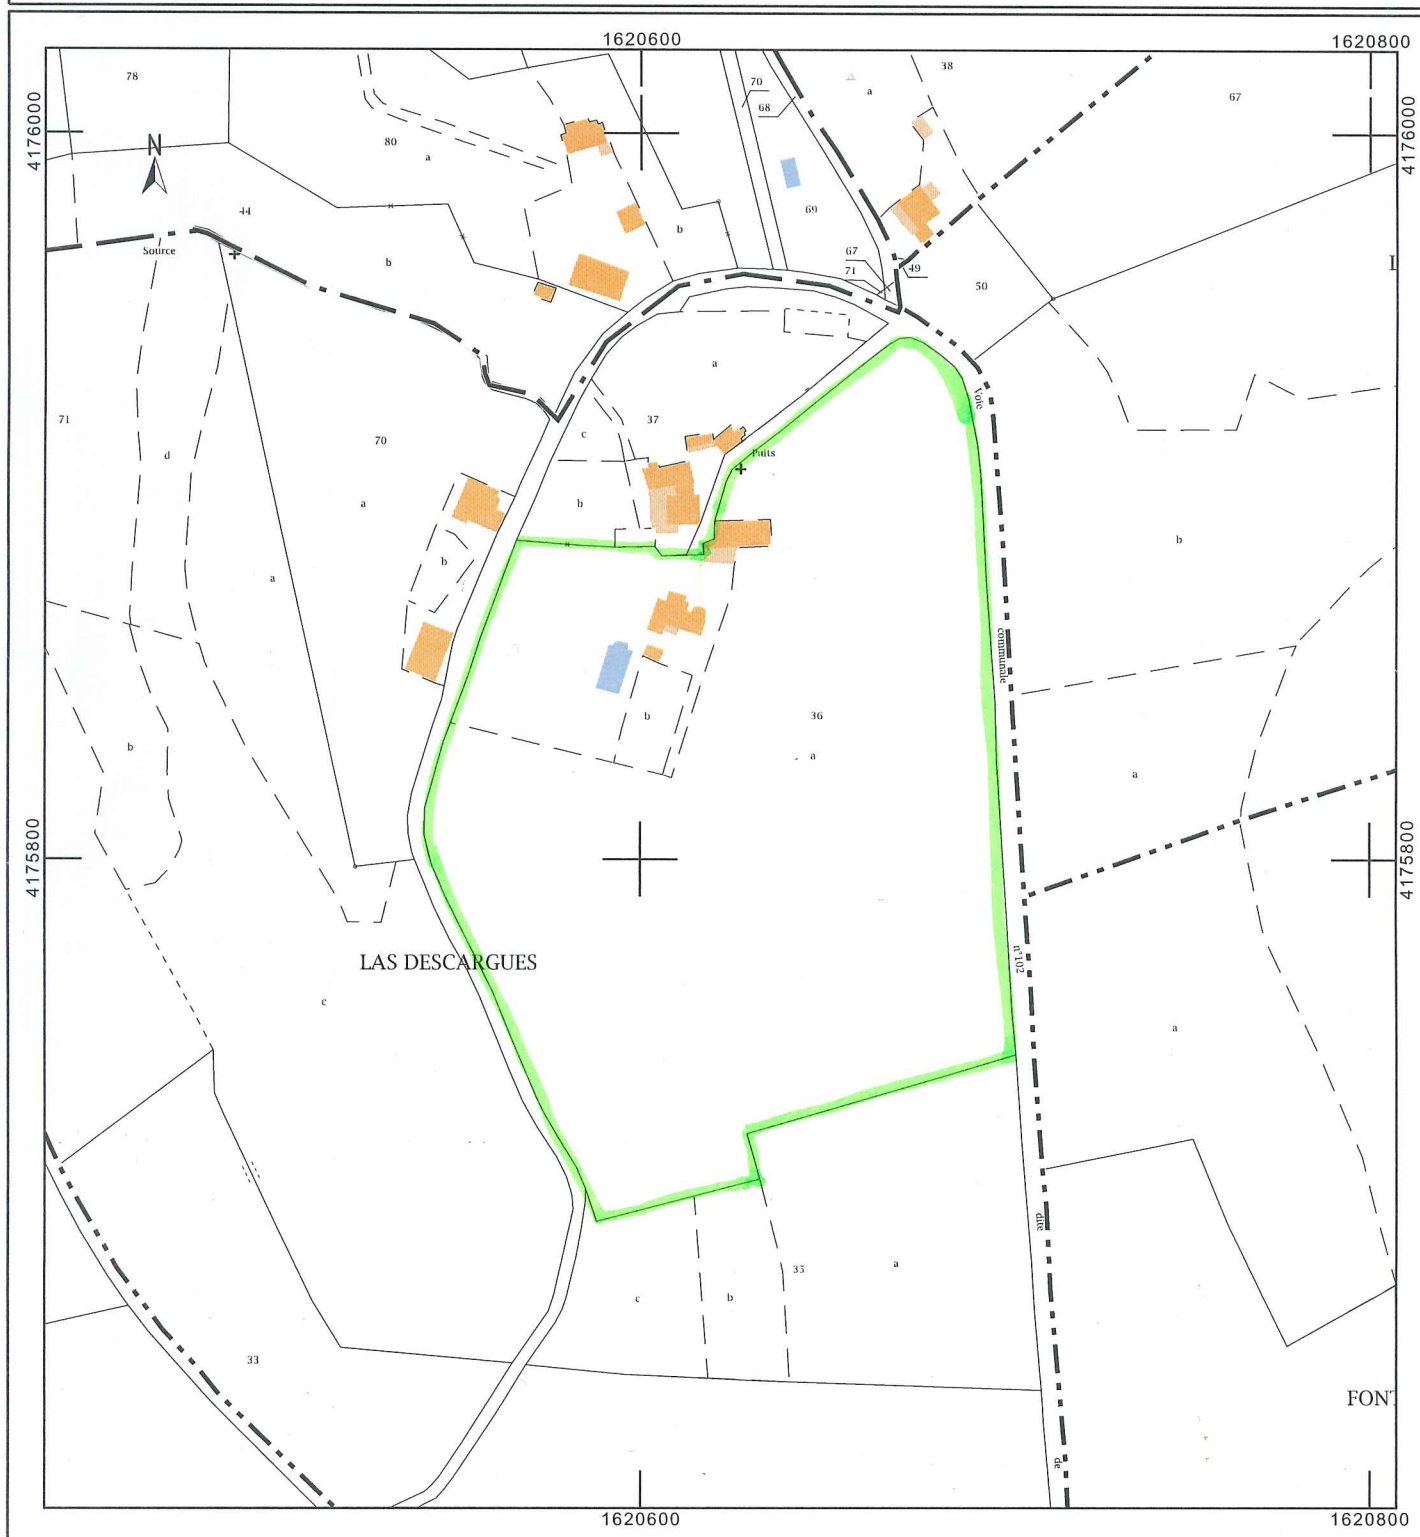 1620600
1620800
4176000
4176000
78
70
68
a
38
67
N
80
a
44
69
b
Source
b
67
71
49
50
a
71
37
c
Voie
d
70
Puits
a
b
b
a
b
communale
b
36
b
a
a
4175800
4175800
LAS DESCARGUES
n°102
c
a
dite
35
a
c
b
33
FONT
de
1620600
1620800